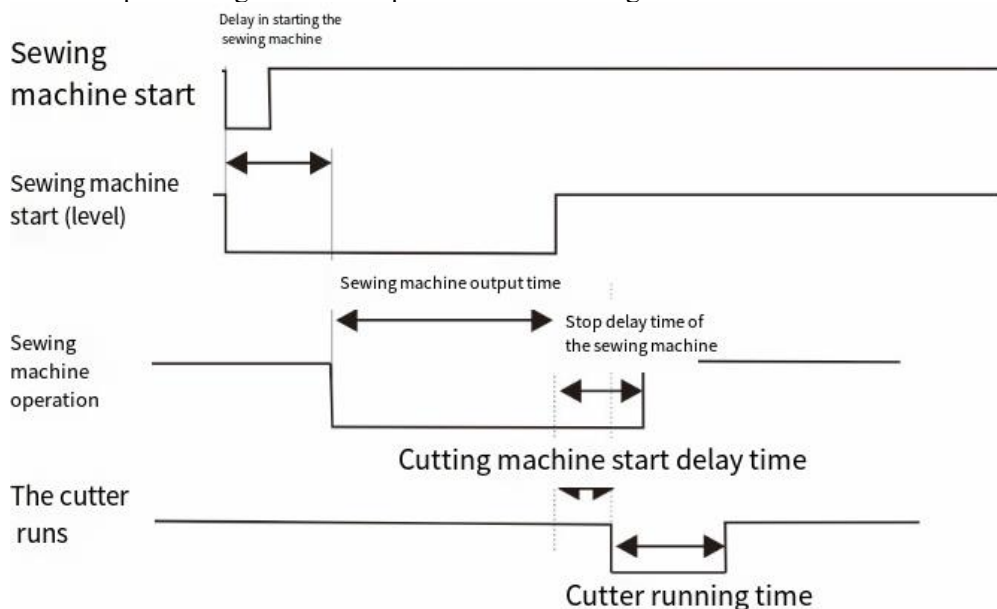 Delay in starting the
sewing machine
Sewing
machine start
Sewing machine
start (level)
Sewing machine output time
Stop delay time of
the sewing machine
Sewing
machine
operation
Cutting machine start delay time
The cutter
runs
Cutter running time